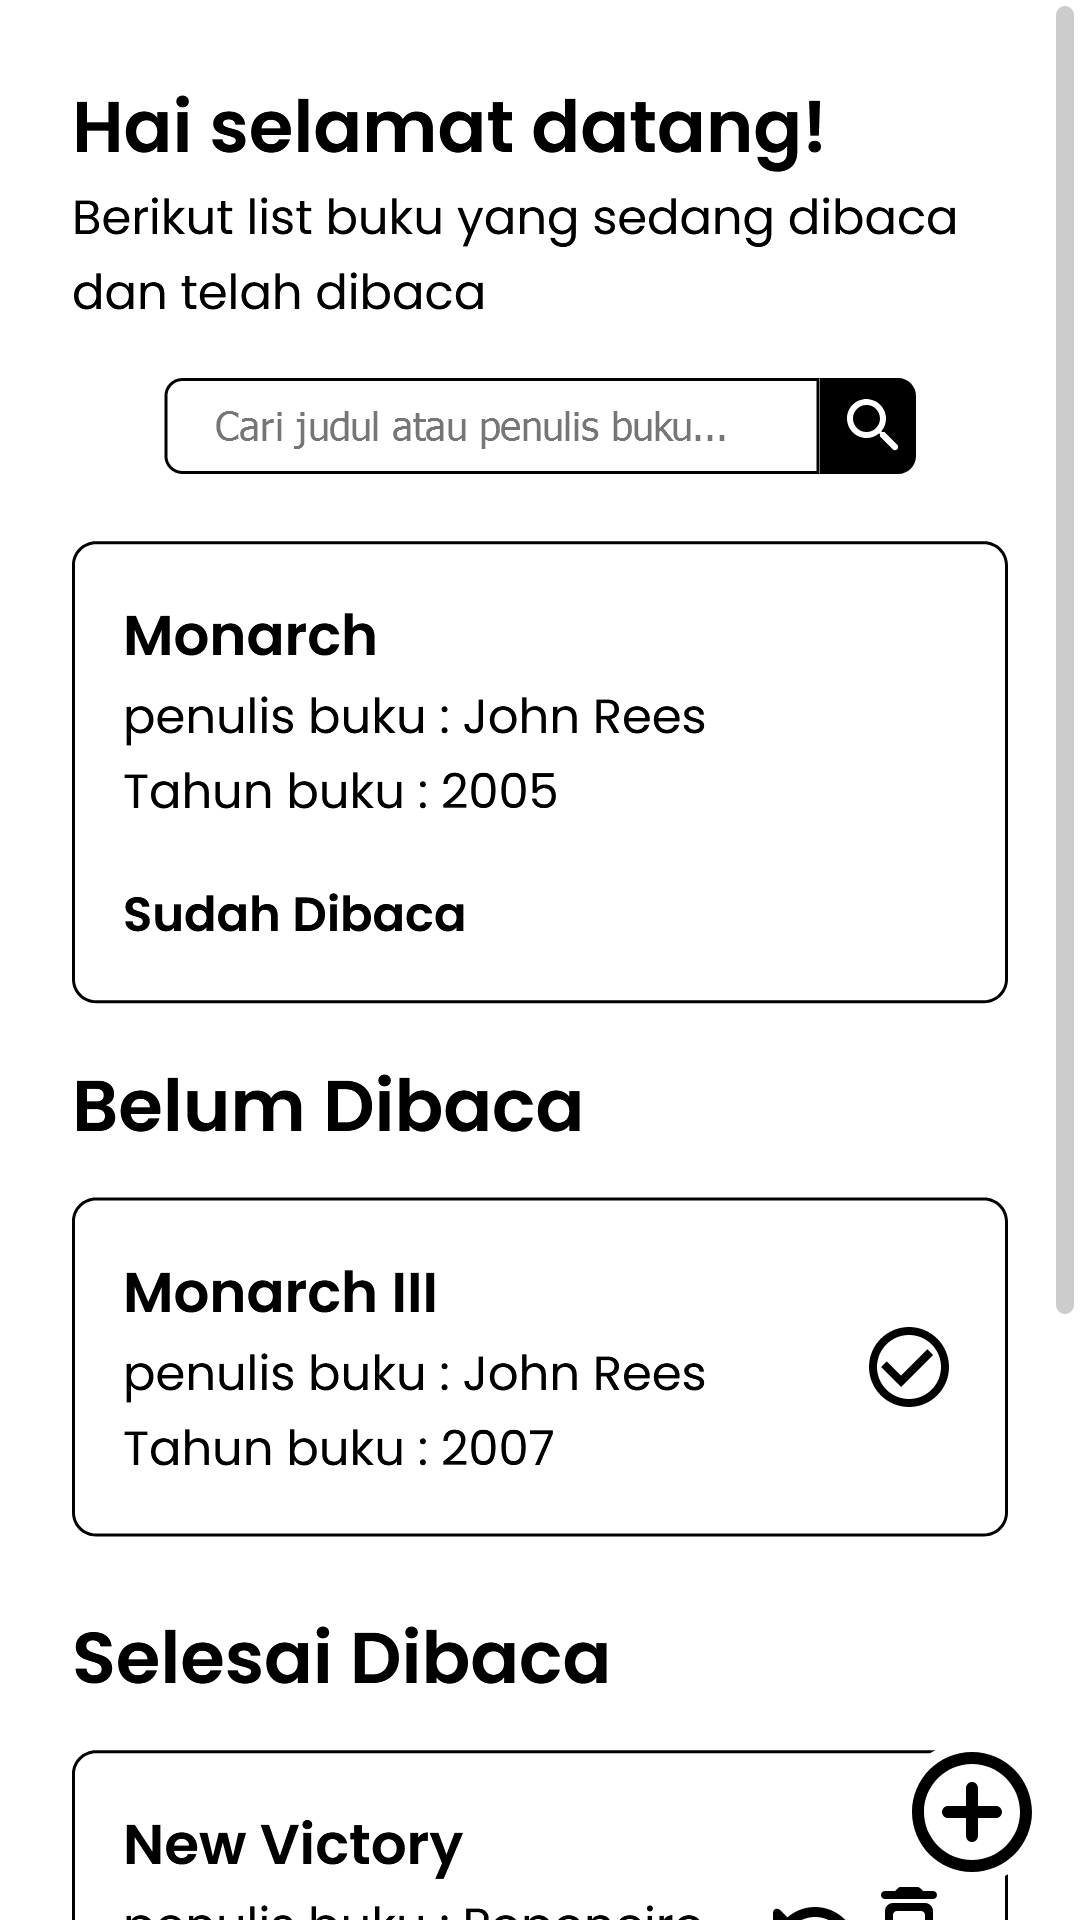 Hai selamat datang!
Berikut list buku yang sedang dibaca
dan telah dibaca
Cari judul atau penulis buku...
Monarch
penulis buku : John Rees
Tahun buku : 2005
Sudah Dibaca
Belum Dibaca
Monarch III
penulis buku : John Rees
Tahun buku : 2007
Selesai Dibaca
New Victory
penulis buku :